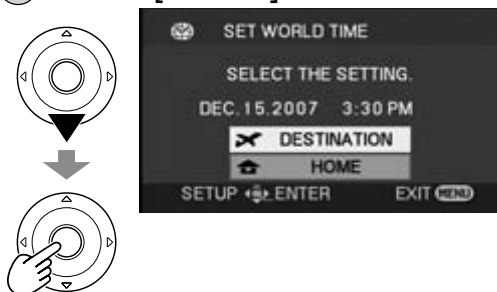 SET WORLD TIME
SELECT THE SETTING.
DEC.15.2007 3:30 PM
DESTINATION
HOME
SETUP ENTER EXIT MENU